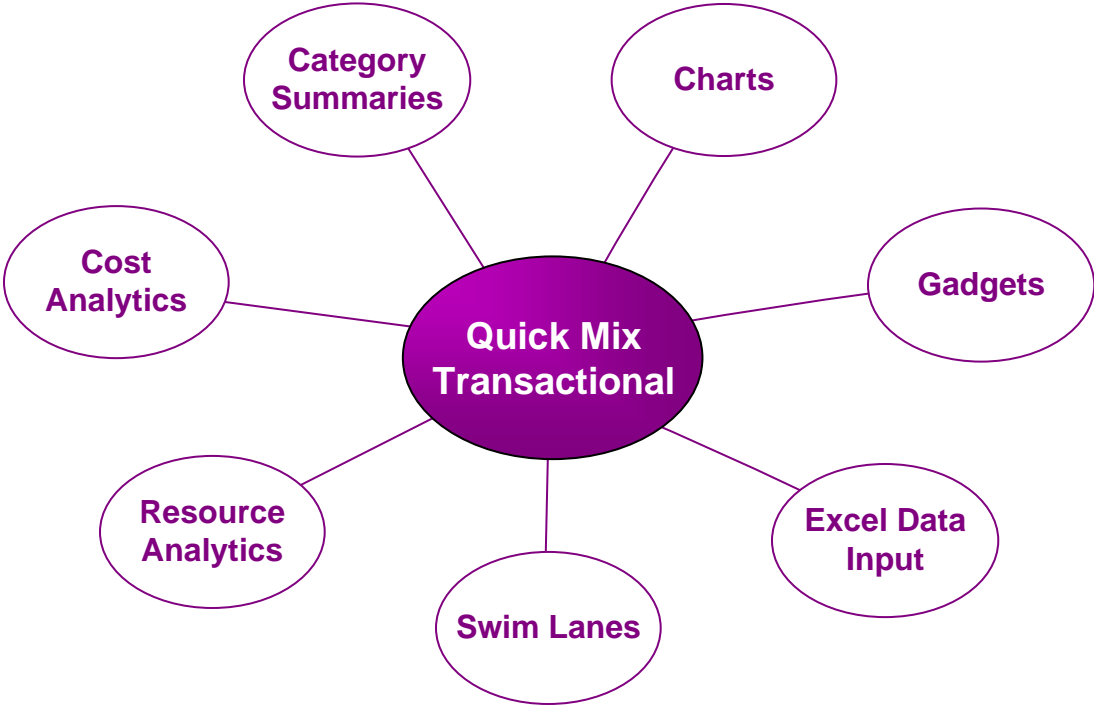 Category
Summaries
Charts
Cost
Analytics
Gadgets
Quick Mix
Transactional
Resource
Analytics
Excel Data
Input
Swim Lanes